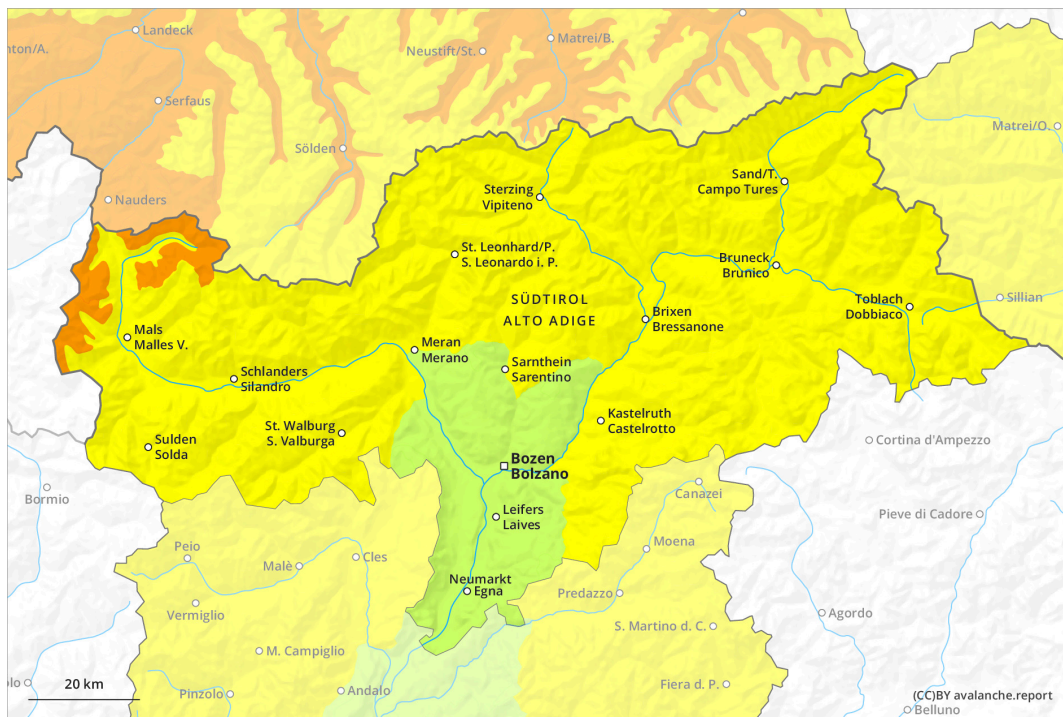 Landeck
nton/A.
Neustift/St.
Matrei/B.
Serfaus
Matrei/O.
Sölden
Nauders
Sand/T.
Campo Tures
Sterzing
Vipiteno
St. Leonhard/P.
S. Leonardo i. P.
Bruneck
Brunico
SÜDTIROL
ALTO ADIGE
Toblach
Dobbiaco
Sillian
Brixen
Bressanone
Mals
Malles V.
Meran
Merano
Sarnthein
Sarentino
Schlanders
Silandro
Kastelruth
Castelrotto
St. Walburg
S. Valburga
Sulden
Solda
Cortina d'Ampezzo
Bozen
Bolzano
Bormio
Canazei
Leifers
Laives
Pieve di Cadore
Peio
Cles
Malè
Moena
Neumarkt
Egna
Predazzo
Vermiglio
Agordo
S. Martino d. C.
M. Campiglio
olo
20 km
Pinzolo
Andalo
Fiera d. P.
(CC)BY avalanche.report
Belluno